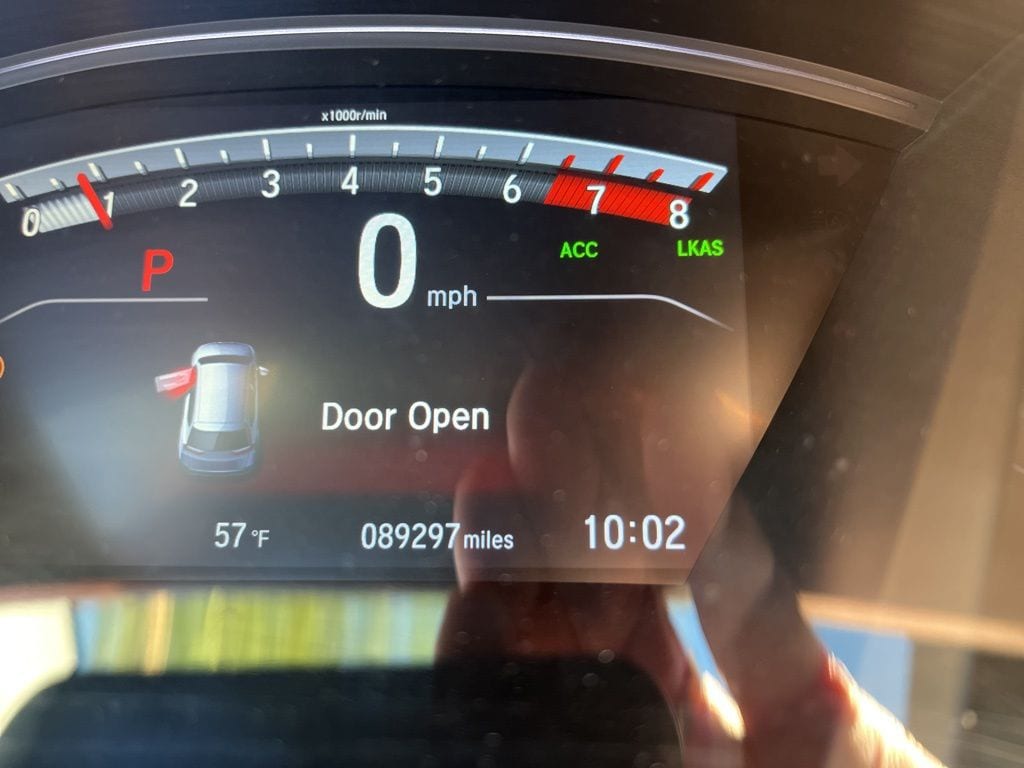 x1000r/min
0 1 2 3 4 5 6 7 8
P 0 mph ACC LKAS
Door Open
57 °F 089297 miles 10:02